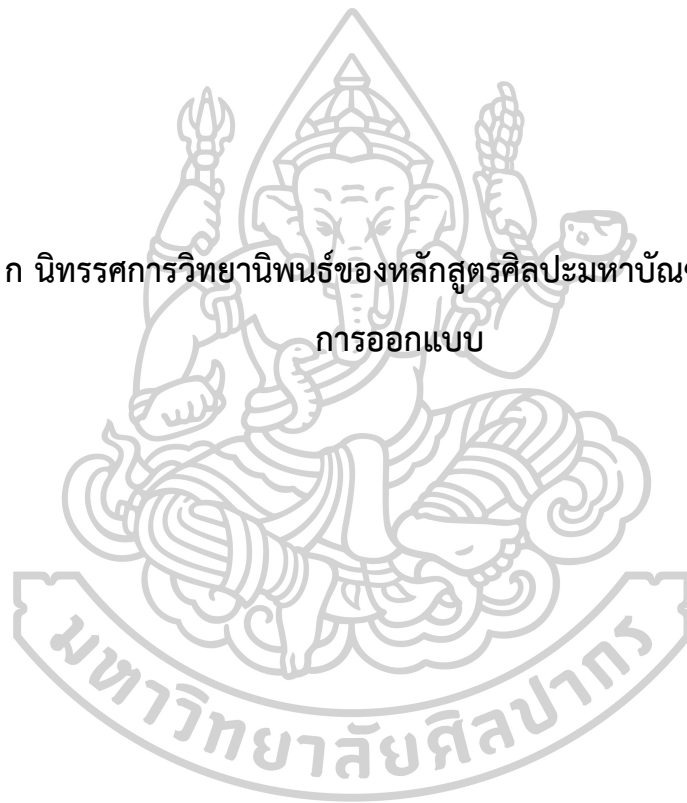 ก นิทรรศการวิทยานิพนธ์ของหลักสูตรศิลปะมหาบัณ
การออกแบบ
มหาวิทยาลัยศิลปากร